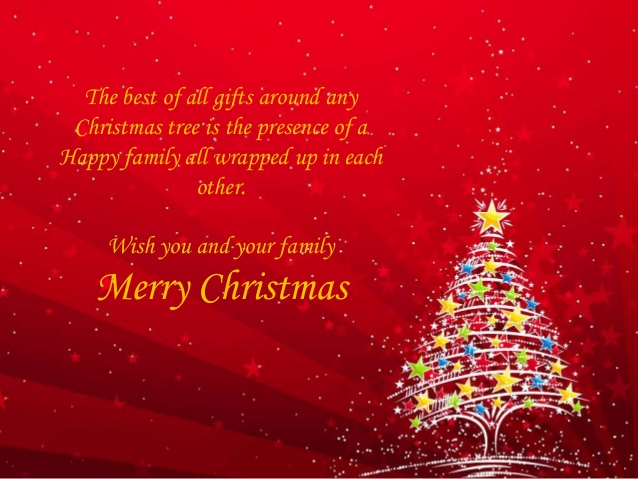 The best of all gifts around any
Christmas tree is the presence of a
Happy family all wrapped up in each
other.
Wish you and your family
Merry Christmas